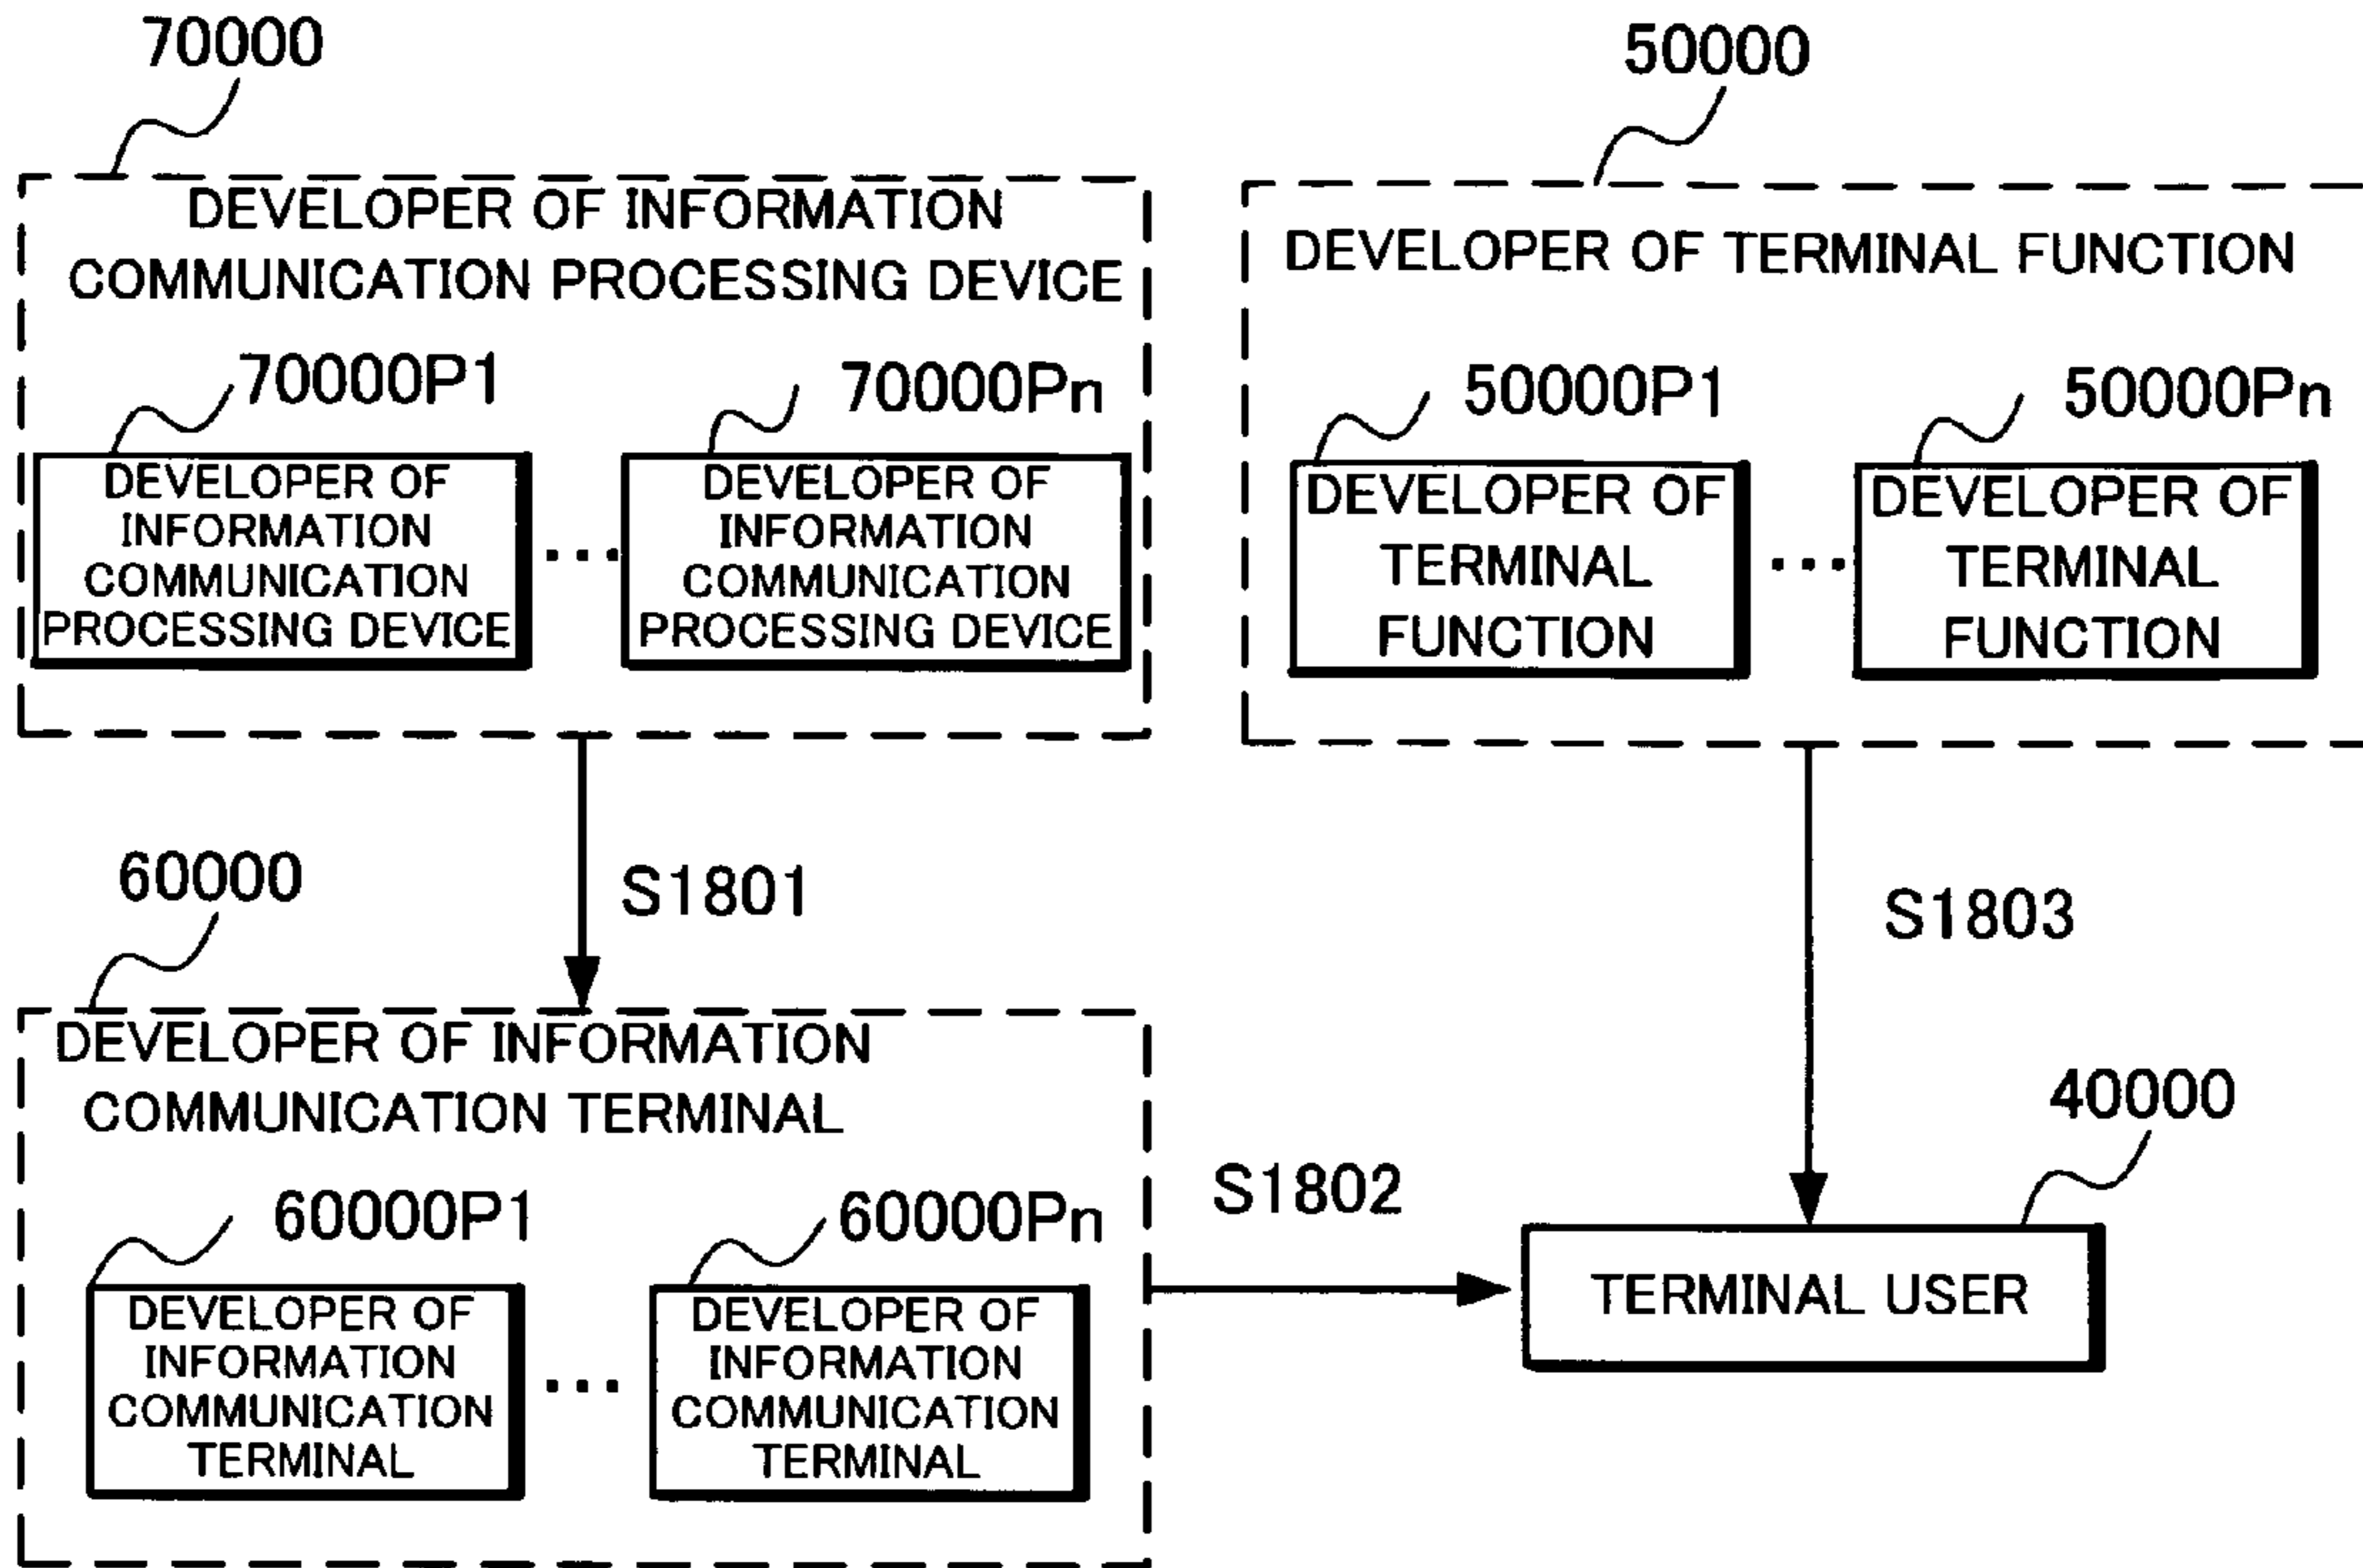 70000
50000
DEVELOPER OF INFORMATION
COMMUNICATION PROCESSING DEVICE
DEVELOPER OF TERMINAL FUNCTION
70000P1
70000Pn
50000P1
50000Pn
DEVELOPER OF
INFORMATION
COMMUNICATION
PROCESSING DEVICE
...
DEVELOPER OF
INFORMATION
COMMUNICATION
PROCESSING DEVICE
DEVELOPER OF
TERMINAL
FUNCTION
...
DEVELOPER OF
TERMINAL
FUNCTION
60000
S1801
S1803
DEVELOPER OF INFORMATION
COMMUNICATION TERMINAL
40000
60000P1
60000Pn
S1802
DEVELOPER OF
INFORMATION
COMMUNICATION
TERMINAL
...
DEVELOPER OF
INFORMATION
COMMUNICATION
TERMINAL
TERMINAL USER